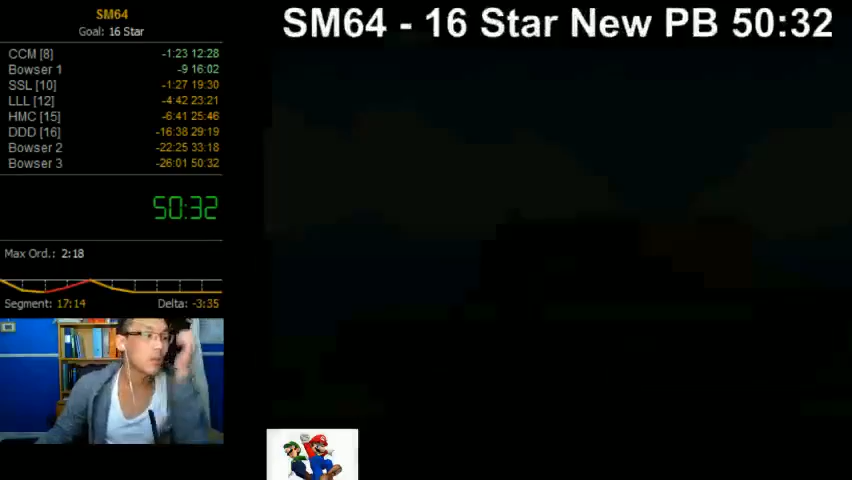 SM64
Goal: 16 Star
SM64 - 16 Star New PB 50:32
CCM [8] -1:23 12:28
Bowser 1 -9 16:02
SSL [10] -1:27 19:30
LLL [12] -4:42 23:21
HMC [15] -6:41 25:46
DDD [16] -16:38 29:19
Bowser 2 -22:25 33:18
Bowser 3 -26:01 50:32
50:32
Max Ord.: 2:18
Segment: 17:14 Delta: -3:35